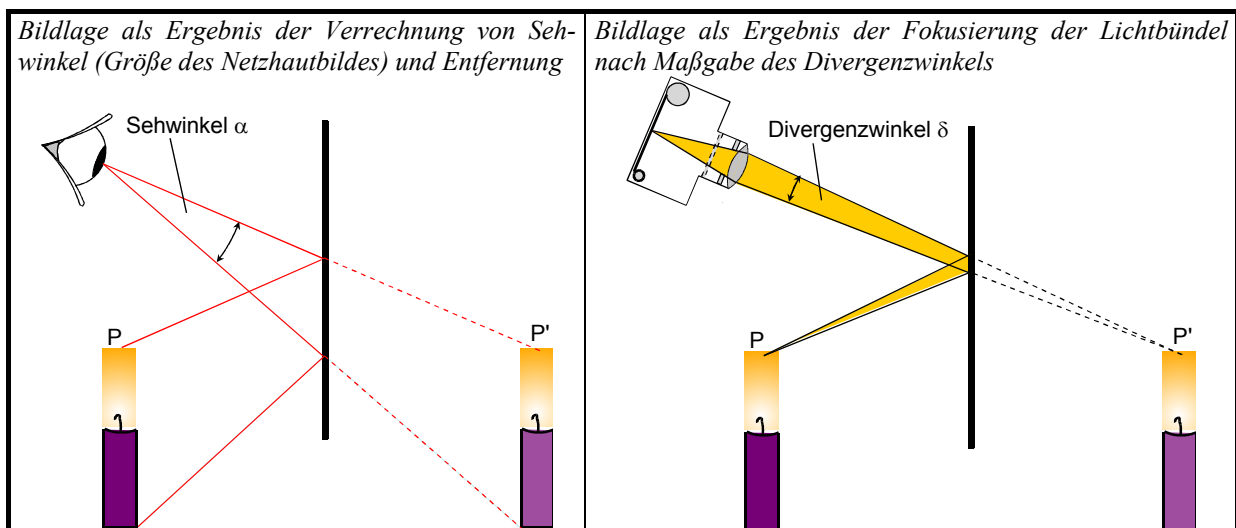 Bildlage als Ergebnis der Verrechnung von Seh-
winkel (Größe des Netzhautbildes) und Entfernung
Sehwinkel α
P
P'
Bildlage als Ergebnis der Fokusierung der Lichtbündel
nach Maßgabe des Divergenzwinkels
Divergenzwinkel δ
P
P'